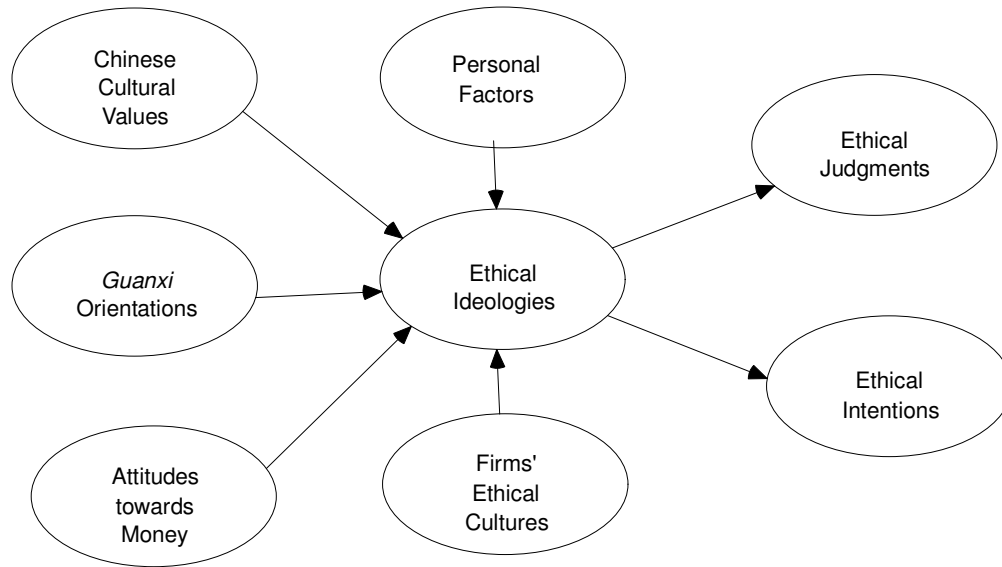 Chinese
Cultural
Values
Personal
Factors
Ethical
Judgments
Guanxi
Orientations
Ethical
Ideologies
Ethical
Intentions
Attitudes
towards
Money
Firms'
Ethical
Cultures